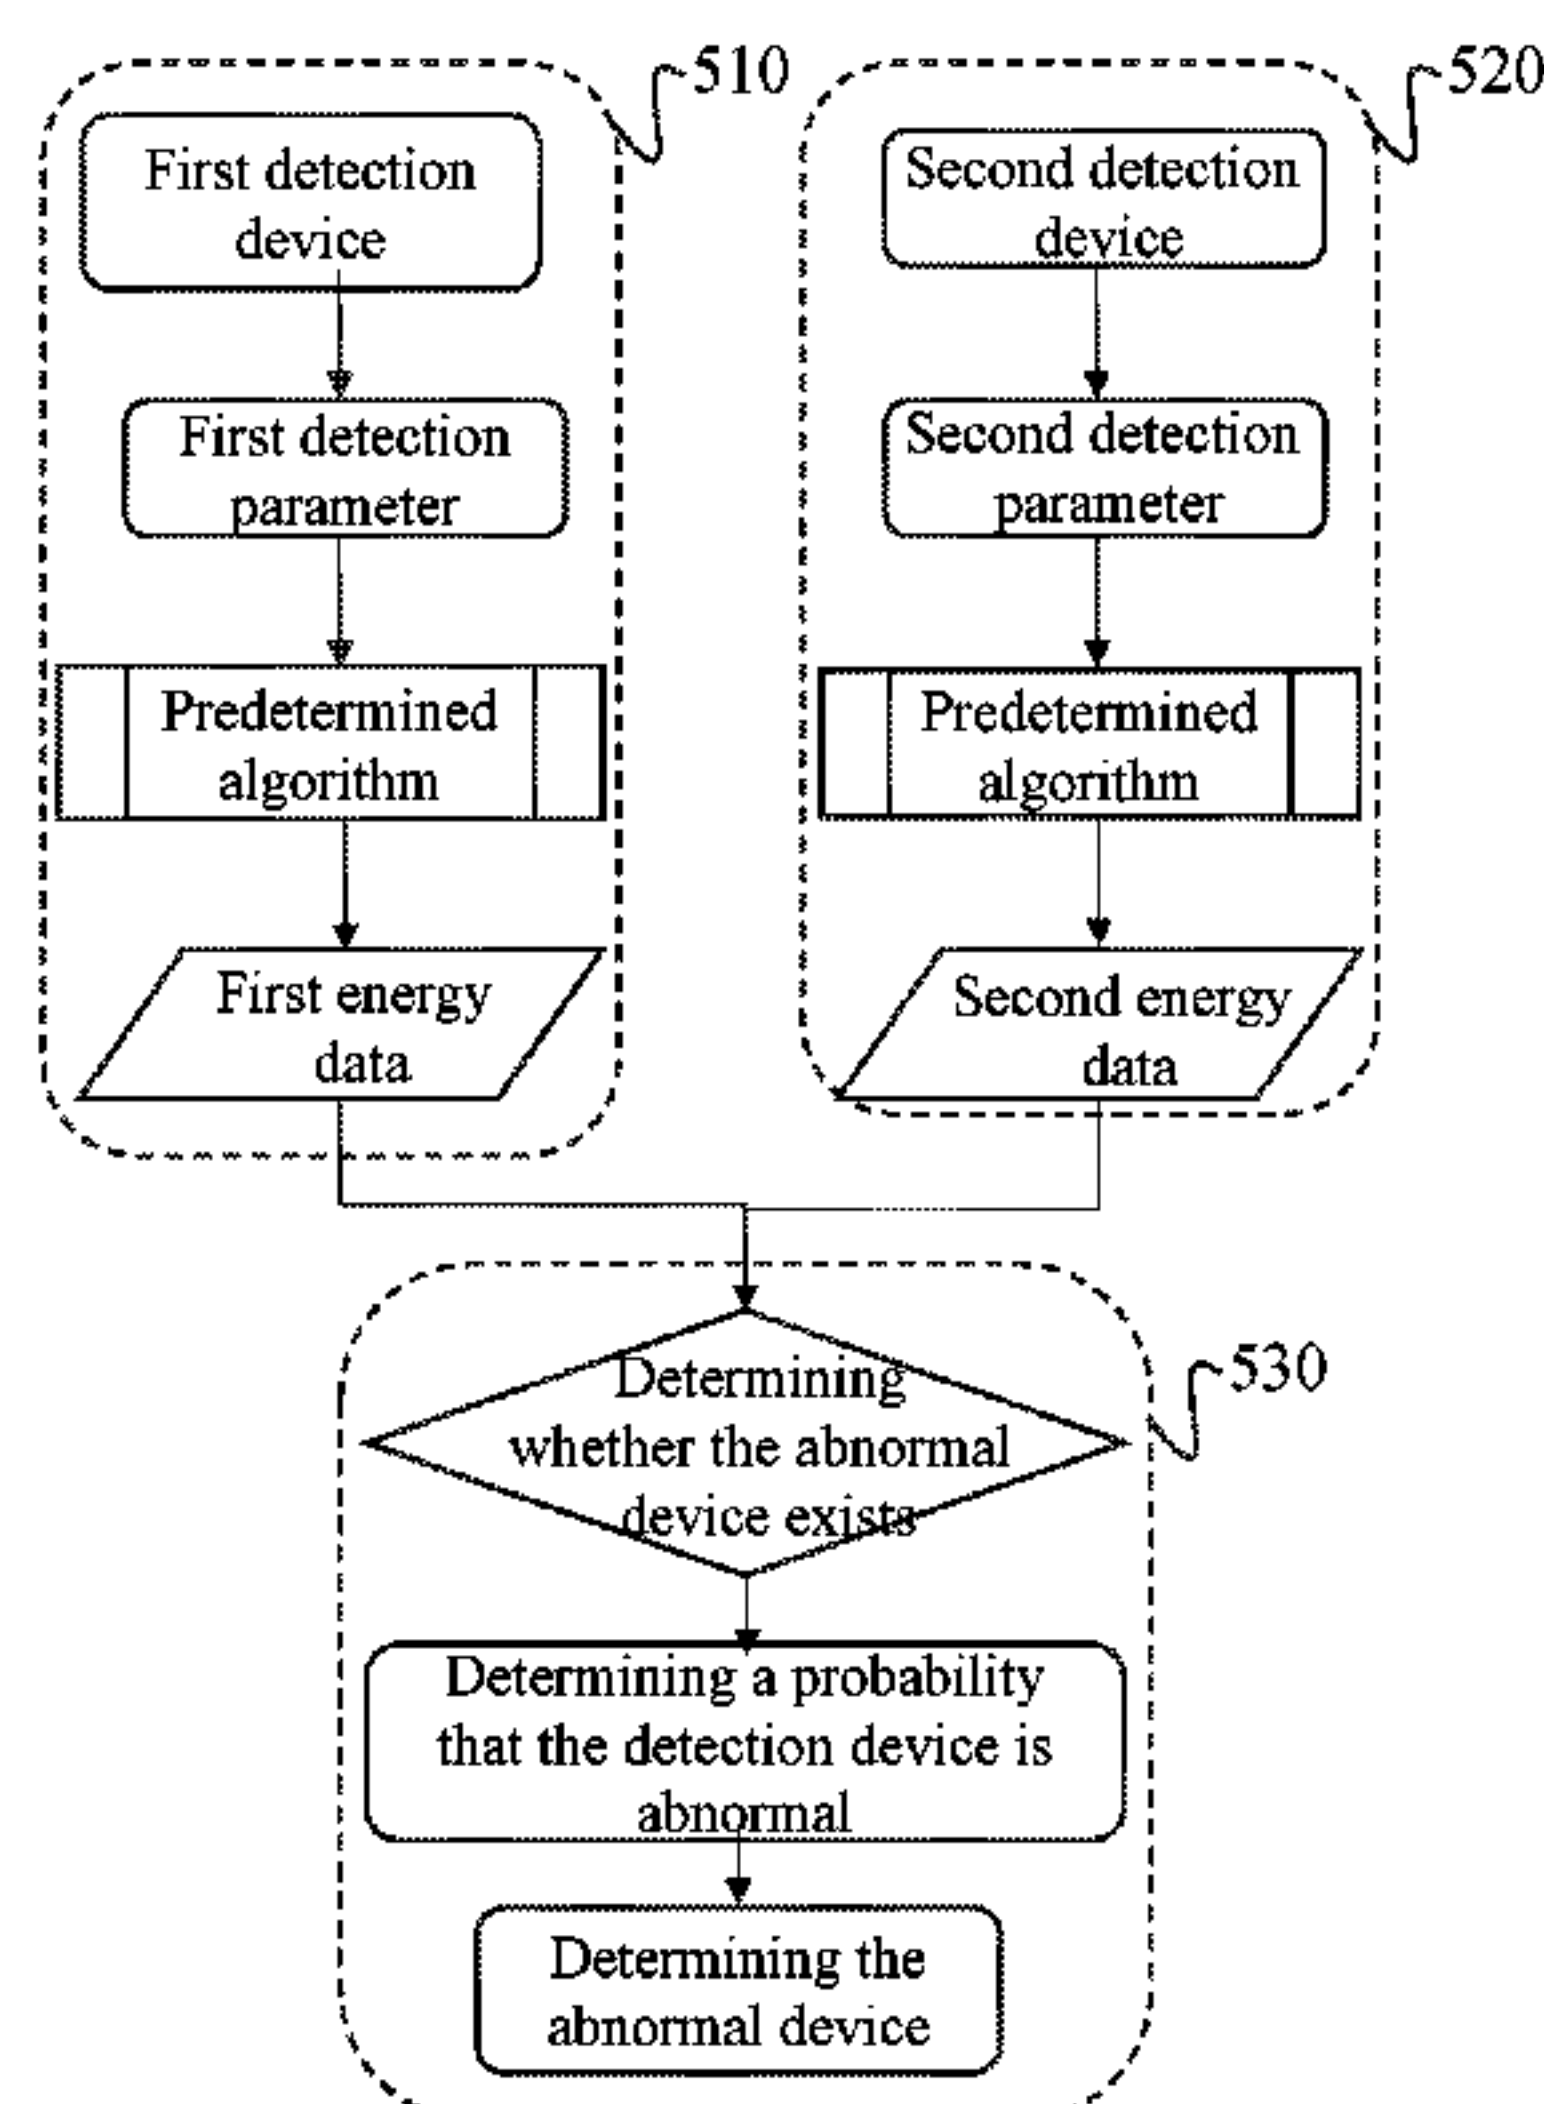 510
First detection
device
First detection
parameter
Predetermined
algorithm
First energy
data
520
Second detection
device
Second detection
parameter
Predetermined
algorithm
Second energy
data
530
Determining
whether the abnormal
device exists
Determining a probability
that the detection device is
abnormal
Determining the
abnormal device